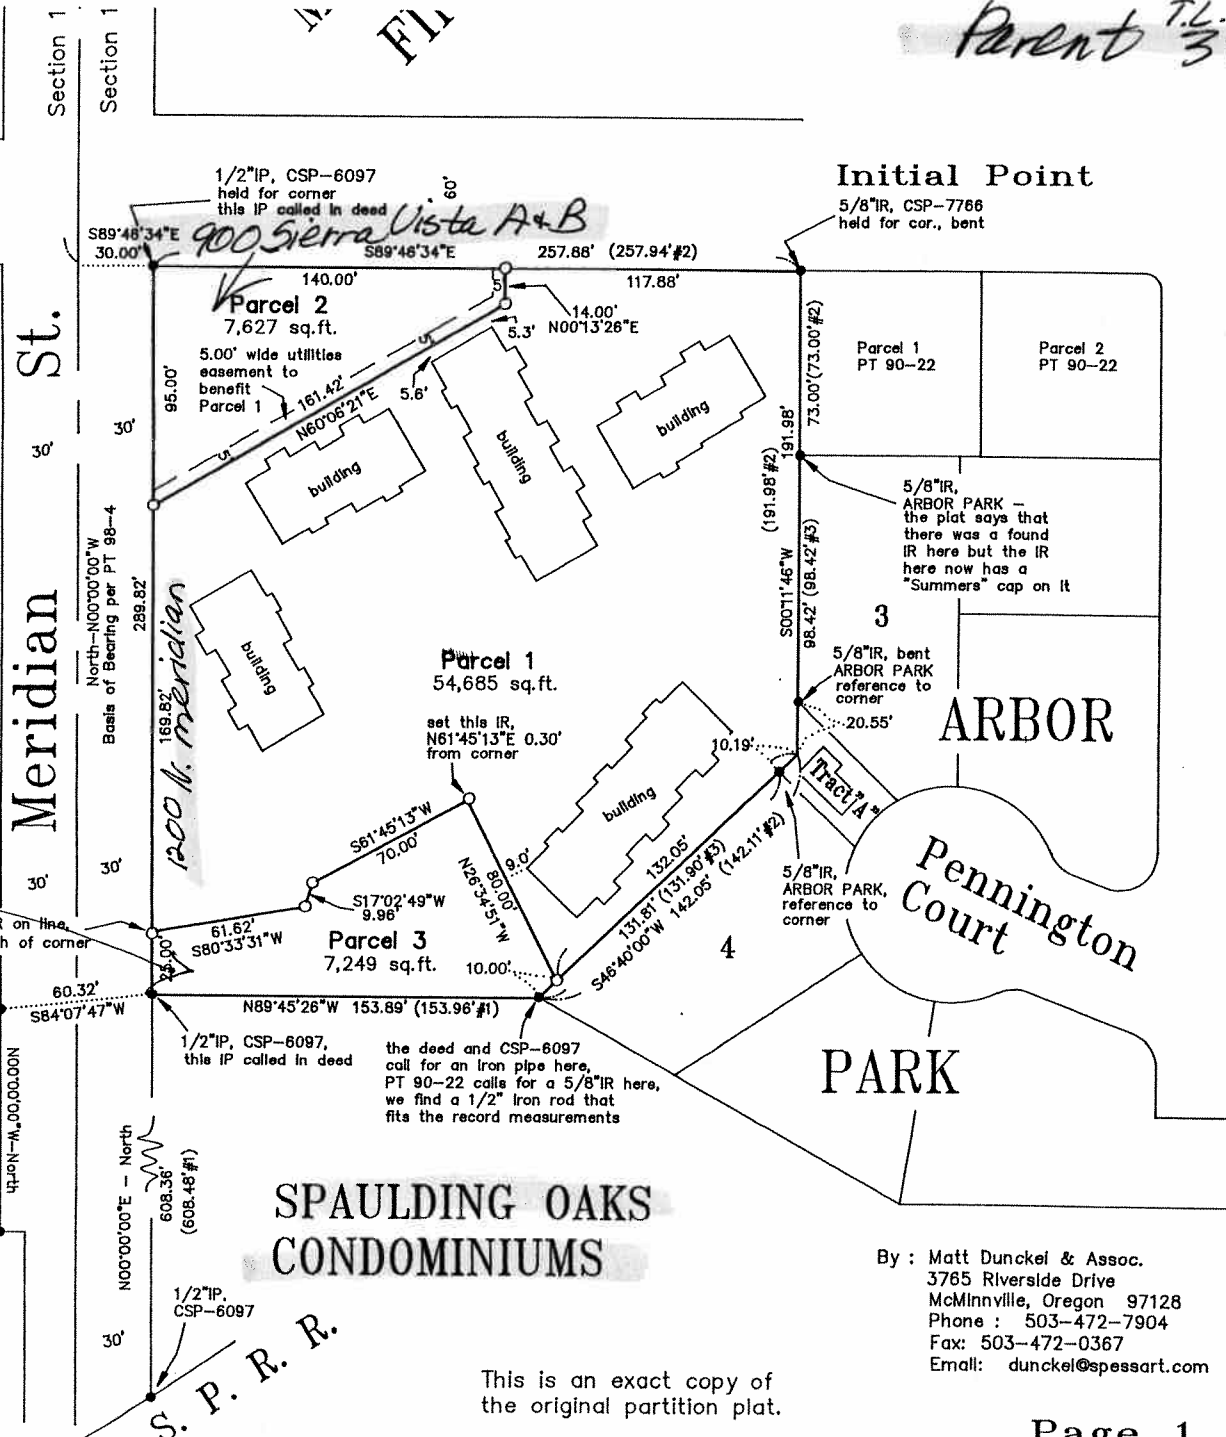 Parent T.L.
3
Section 1
Section 1
1/2"IP, CSP-6097
held for corner
this IP called in deed
60'
Initial Point
5/8"IR, CSP-7766
held for cor., bent
S89°48'34"E
30.00'
900 Sierra Vista A&B
S89°46'34"E
257.88' (257.94'#2)
140.00'
117.88'
Parcel 2
7,627 sq.ft.
5
14.00'
N00°13'26"E
5.3'
5.00' wide utilities
easement to
benefit
Parcel 1
5'
5.6'
161.42'
N60°06'21"E
5'
95.00'
30'
30'
St.
Meridian
building
building
building
building
building
73.00'(73.00'#2)
191.98'
(191.98'#2)
Parcel 1
PT 90-22
Parcel 2
PT 90-22
5/8"IR,
ARBOR PARK -
the plat says that
there was a found
IR here but the IR
here now has a
"Summers" cap on it
S00°11'46"W
98.42' (98.42'#3)
North-N00°00'00"W
Basis of Bearing per PT 98-4
289.82'
169.82'
1200 N. meridian
3
5/8"IR, bent
ARBOR PARK
reference to
corner
20.55'
10.19'
ARBOR
Parcel 1
54,685 sq.ft.
set this IR,
N61°45'13"E 0.30'
from corner
Tract "A"
S61°45'13"W
70.00'
S17°02'49"W
9.96'
N26°34'51"W
80.00'
9.0'
132.05'
131.81' (131.90'#3)
S46°40'00"W 142.05' (142.11'#2)
5/8"IR,
ARBOR PARK,
reference to
corner
Pennington
Court
4
30'
30'
on line,
h of corner
61.62'
S80°33'31"W
25.00'
Parcel 3
7,249 sq.ft.
10.00'
60.32'
S84°07'47"W
N89°45'26"W 153.89' (153.96'#1)
1/2"IP, CSP-6097,
this IP called in deed
the deed and CSP-6097
call for an iron pipe here,
PT 90-22 calls for a 5/8"IR here,
we find a 1/2" iron rod that
fits the record measurements
PARK
N00°00'00"W-North
N00°00'00"E - North
608.36'
(608.48'#1)
SPAULDING OAKS
CONDOMINIUMS
1/2"IP,
CSP-6097
30'
S. P. R. R.
By : Matt Dunckel & Assoc.
3765 Riverside Drive
McMinnville, Oregon 97128
Phone : 503-472-7904
Fax: 503-472-0367
Email: dunckel@spessart.com
This is an exact copy of
the original partition plat.
Page 1